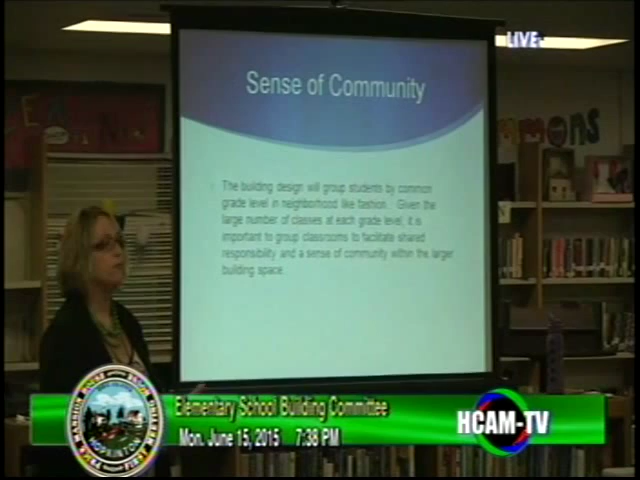 LIVE
Sense of Community
The building design will group students by common
grade level in neighborhood like fashion. Given the
large number of classes at each grade level, it is
important to group classrooms to facilitate shared
responsibility and a sense of community within the larger
building space.
Elementary School Building Committee
Mon. June 15, 2015 7:38 PM
HCAM-TV
HOPKINTON